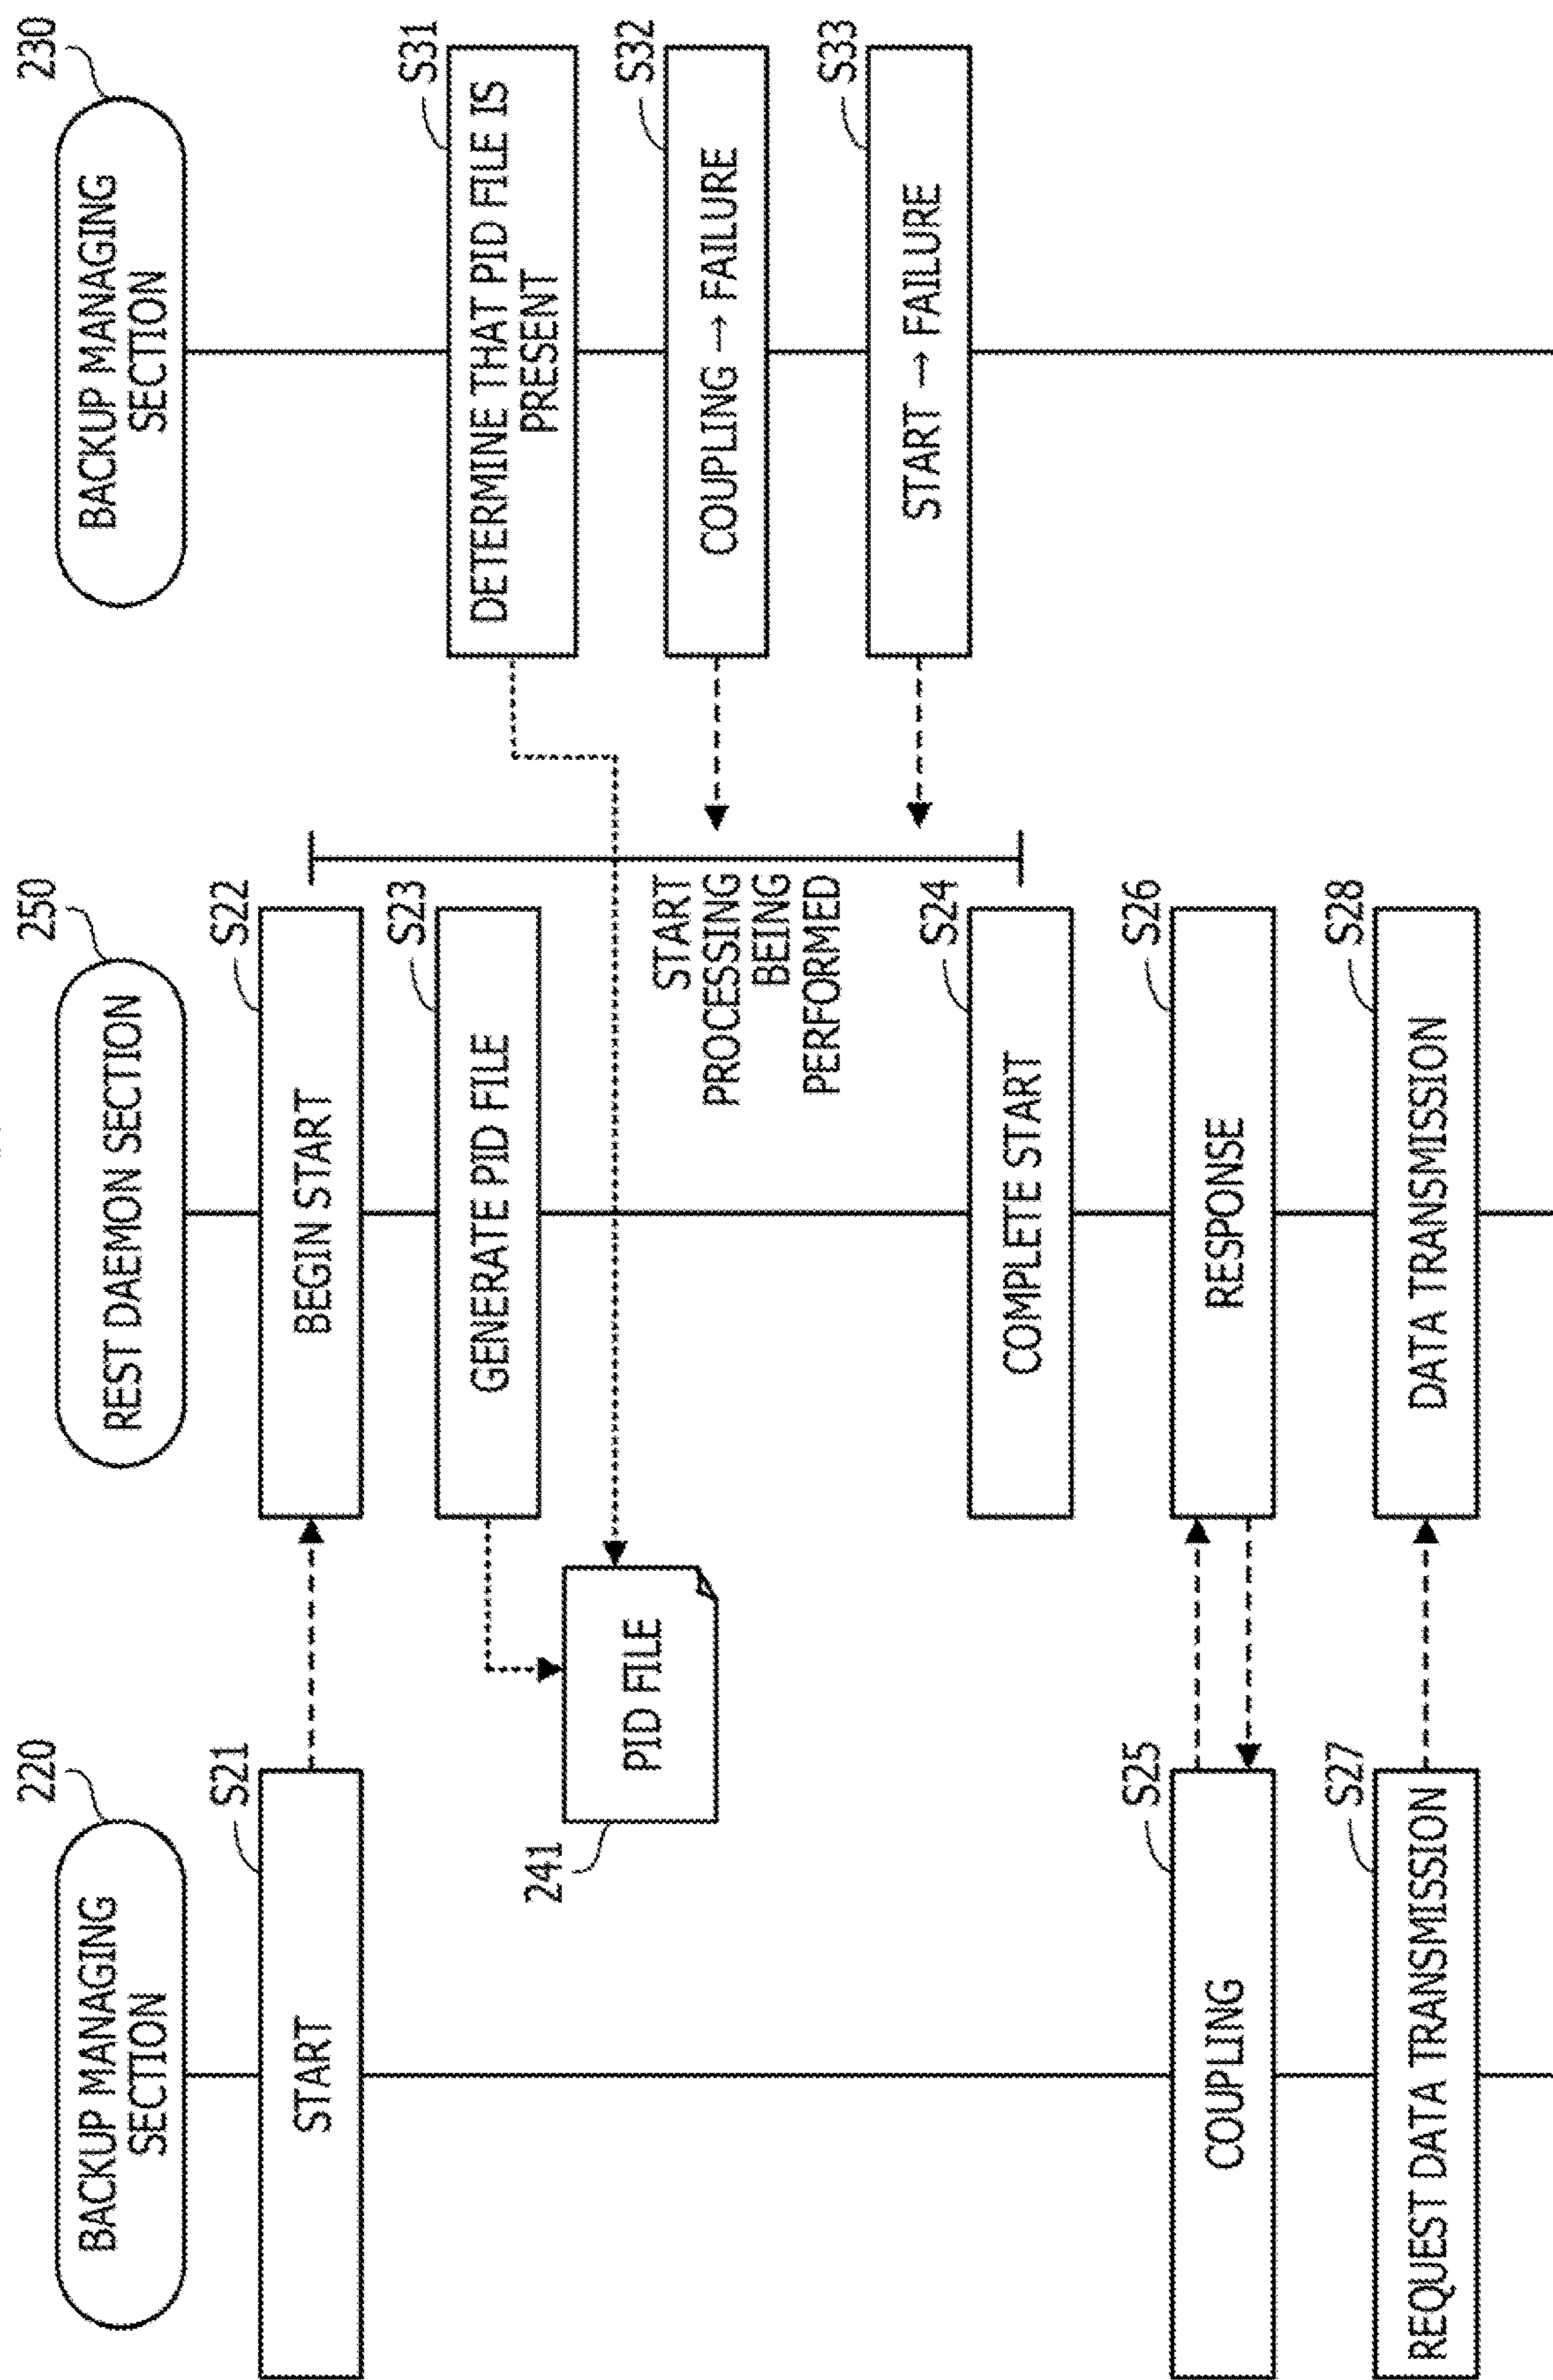 220
BACKUP MANAGING
SECTION
250
REST DAEMON SECTION
230
BACKUP MANAGING
SECTION
S21
START
S22
BEGIN START
S23
GENERATE PID FILE
S31
DETERMINE THAT PID FILE IS
PRESENT
241
PID FILE
START
PROCESSING
BEING
PERFORMED
S32
COUPLING → FAILURE
S33
START → FAILURE
S24
COMPLETE START
S25
COUPLING
S26
RESPONSE
S27
REQUEST DATA TRANSMISSION
S28
DATA TRANSMISSION